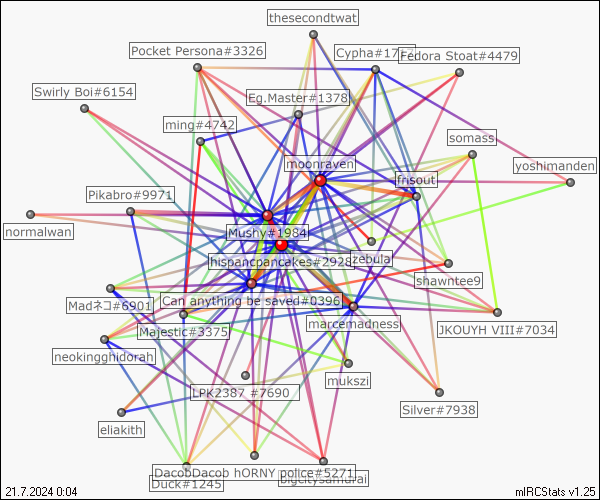 thesecondtwat
Pocket Persona#3326
Fedora Stoat#4479
Swirly Boi#6154
Eg.Master#1378
ming#4742
somass
moonraven
yoshimanden
frisout
Pikabro#9971
normalwan
Mushy#1984
hispancpancakes#2928
zebula
shawntee9
Madネコ#6901
Can anything be saved#0396
Majestic#3375
marcemadness
JKOUYH VIII#7034
neokingghidorah
mukszi
LPK2387 #7690
Silver#7938
eliakith
DacobDacob hORNY police#5271
Duck#1245
bigcitysamurai
21.7.2024 0:04
mIRCStats v1.25